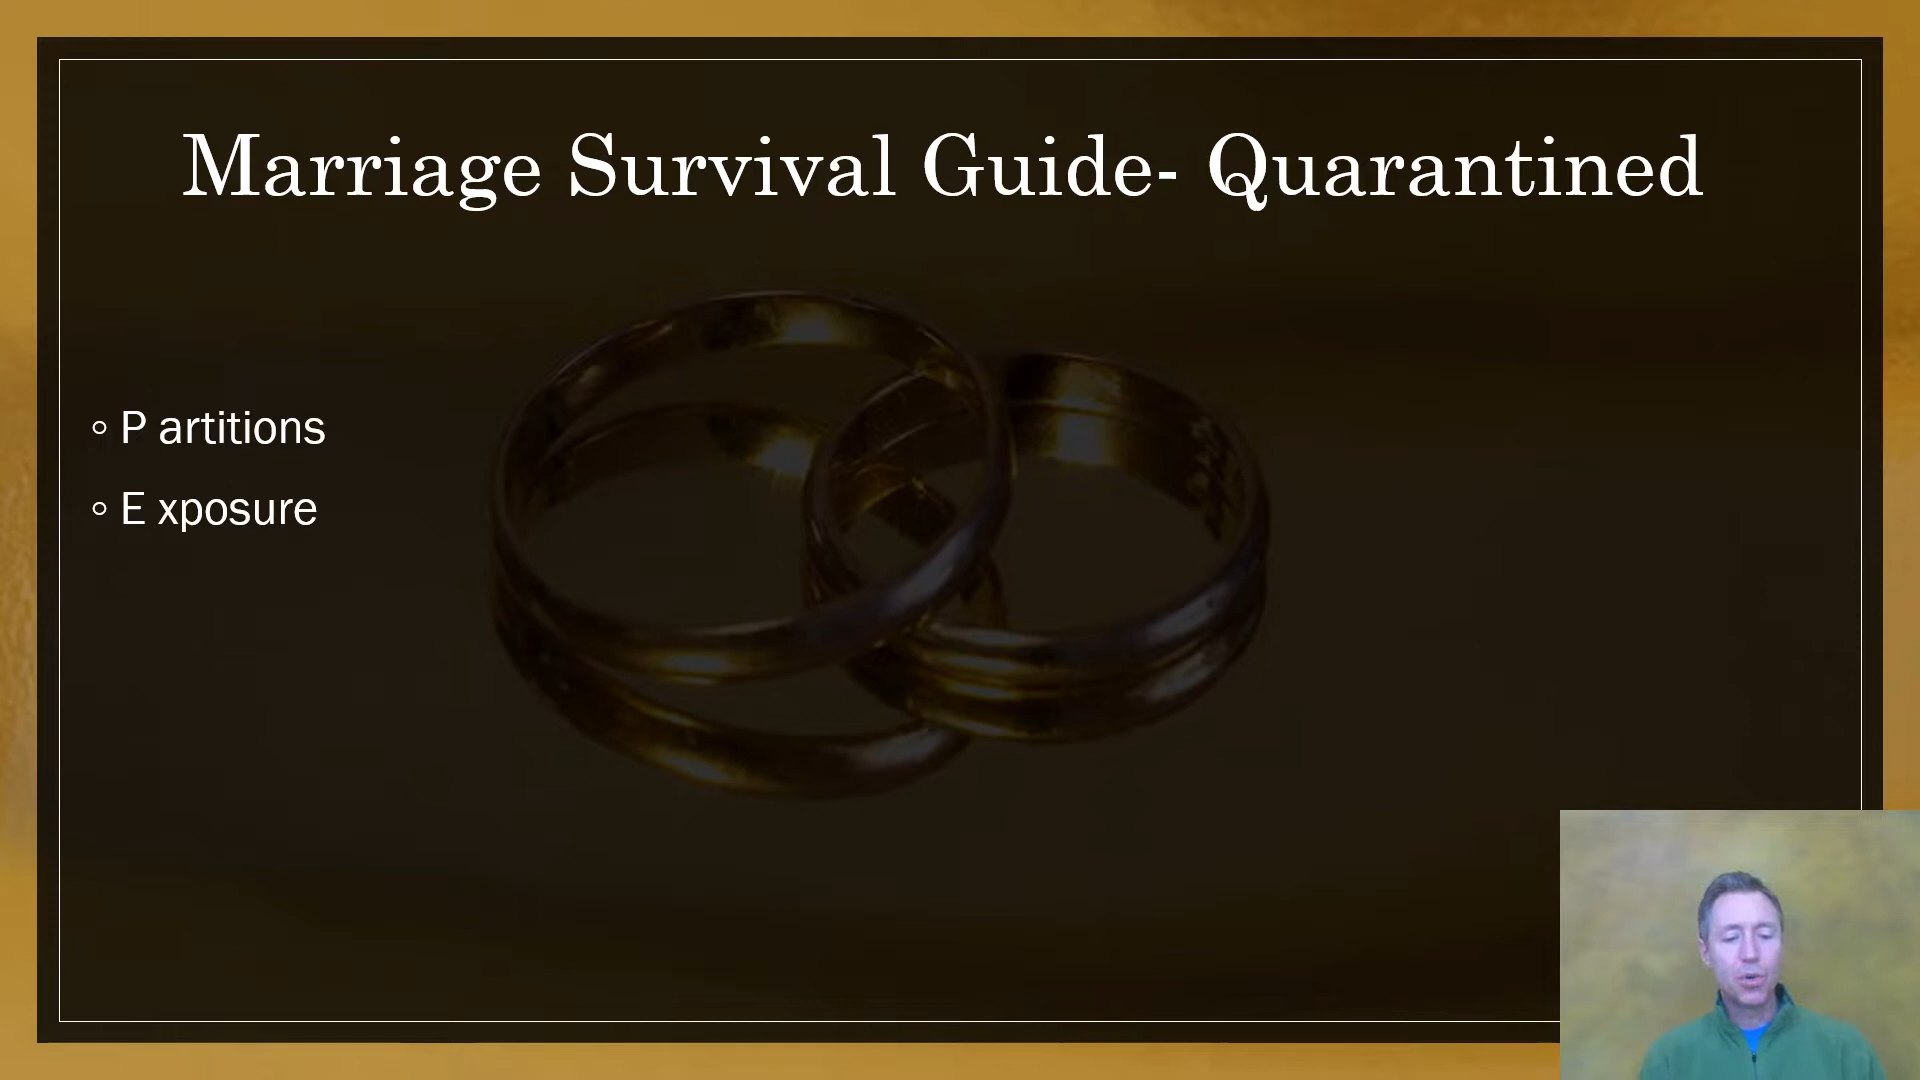 Marriage Survival Guide- Quarantined
◦ P artitions
◦ E xposure